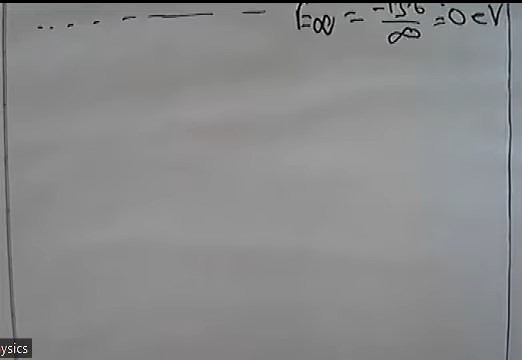 E∞ = -13.6/∞ = 0 eV
ysics